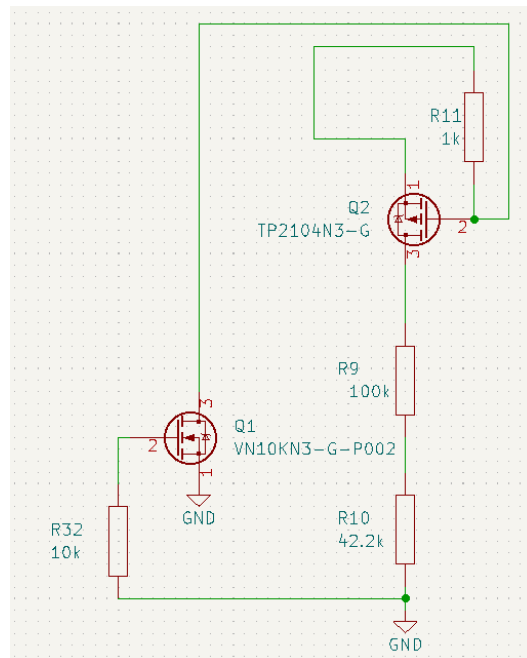 R11
1k
1
Q2
TP2104N3-G
2
3
R9
100k
3
Q1
VN10KN3-G-P002
2
1
GND
R32
10k
R10
42.2k
GND